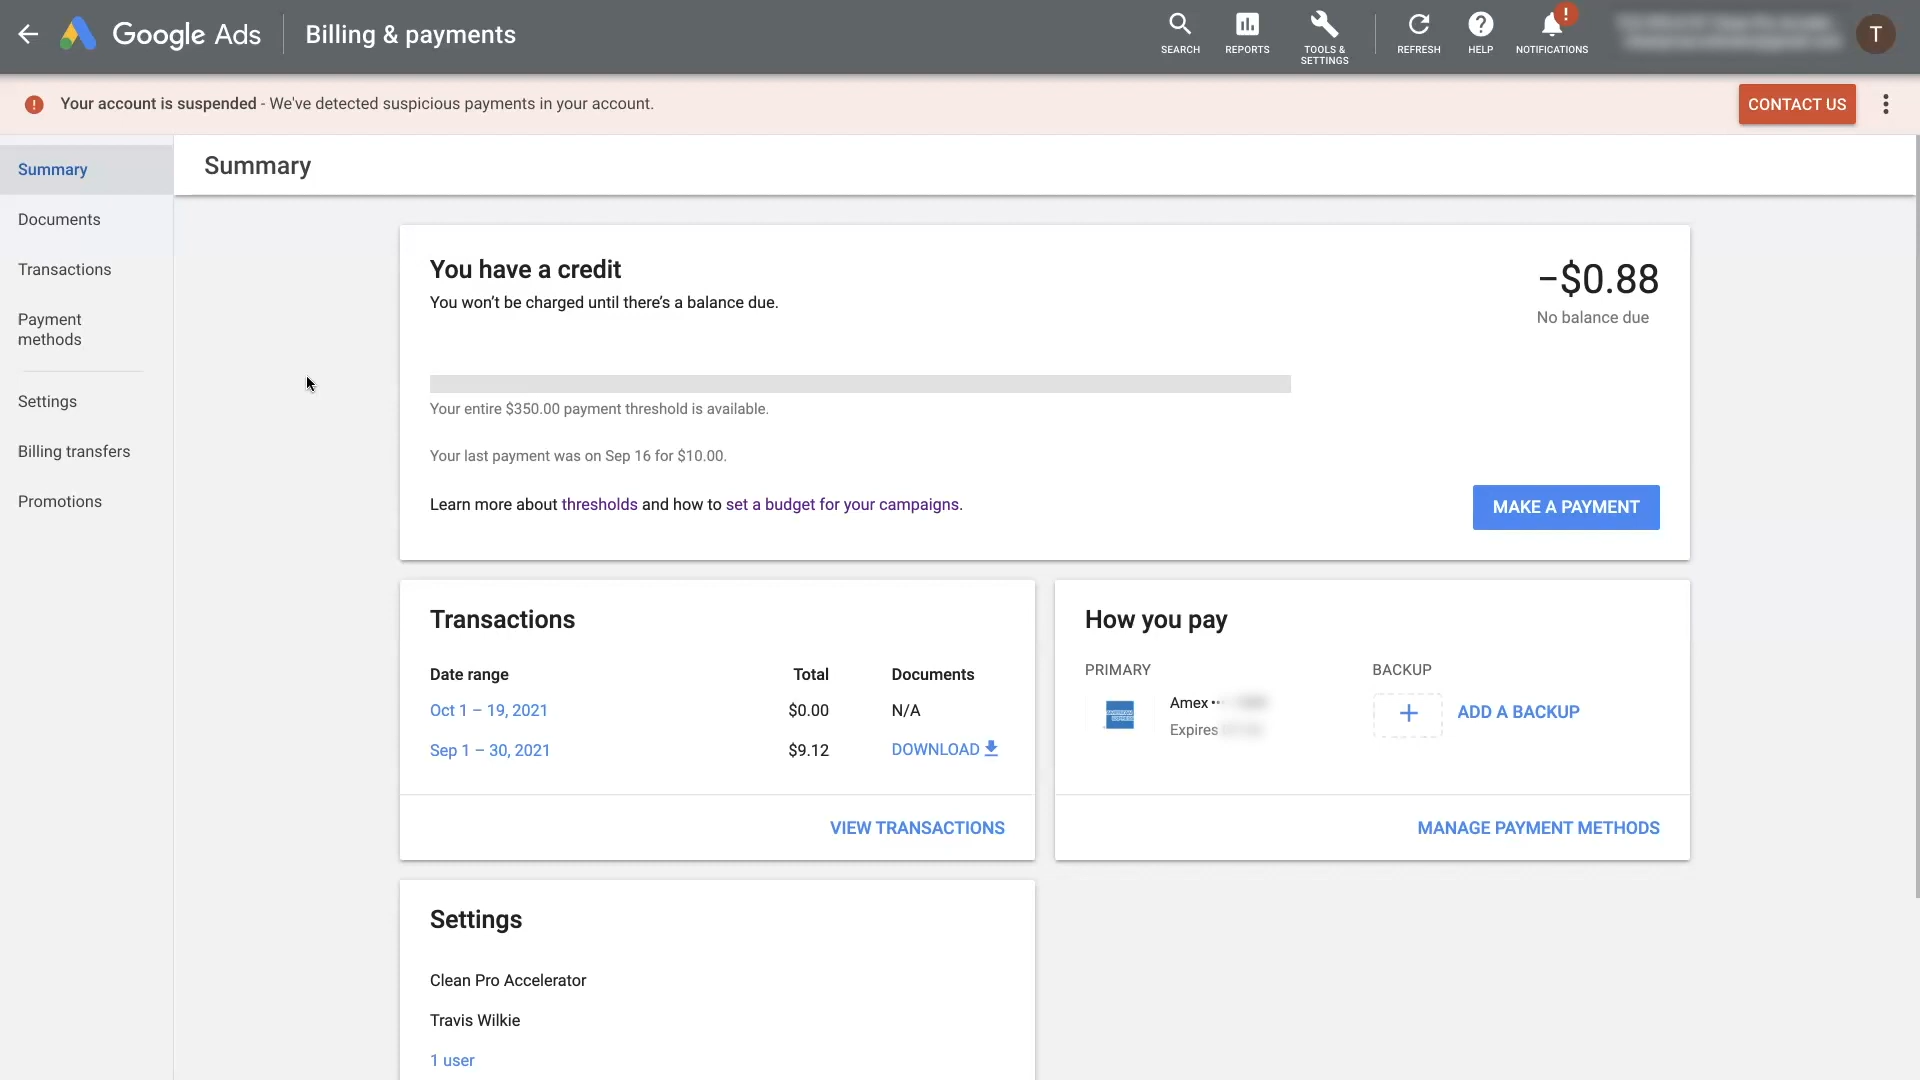 Google Ads
Billing & payments
SEARCH
REPORTS
TOOLS &
SETTINGS
REFRESH
HELP
NOTIFICATIONS
!
T
! Your account is suspended - We've detected suspicious payments in your account.
CONTACT US
Summary
Documents
Transactions
Payment
methods
Settings
Billing transfers
Promotions
Summary
You have a credit
You won't be charged until there's a balance due.
−$0.88
No balance due
Your entire $350.00 payment threshold is available.
Your last payment was on Sep 16 for $10.00.
Learn more about thresholds and how to set a budget for your campaigns.
MAKE A PAYMENT
Transactions
Date range Total Documents
Oct 1 – 19, 2021 $0.00 N/A
Sep 1 – 30, 2021 $9.12 DOWNLOAD
VIEW TRANSACTIONS
How you pay
PRIMARY
Amex ••
Expires
BACKUP
ADD A BACKUP
MANAGE PAYMENT METHODS
Settings
Clean Pro Accelerator
Travis Wilkie
1 user